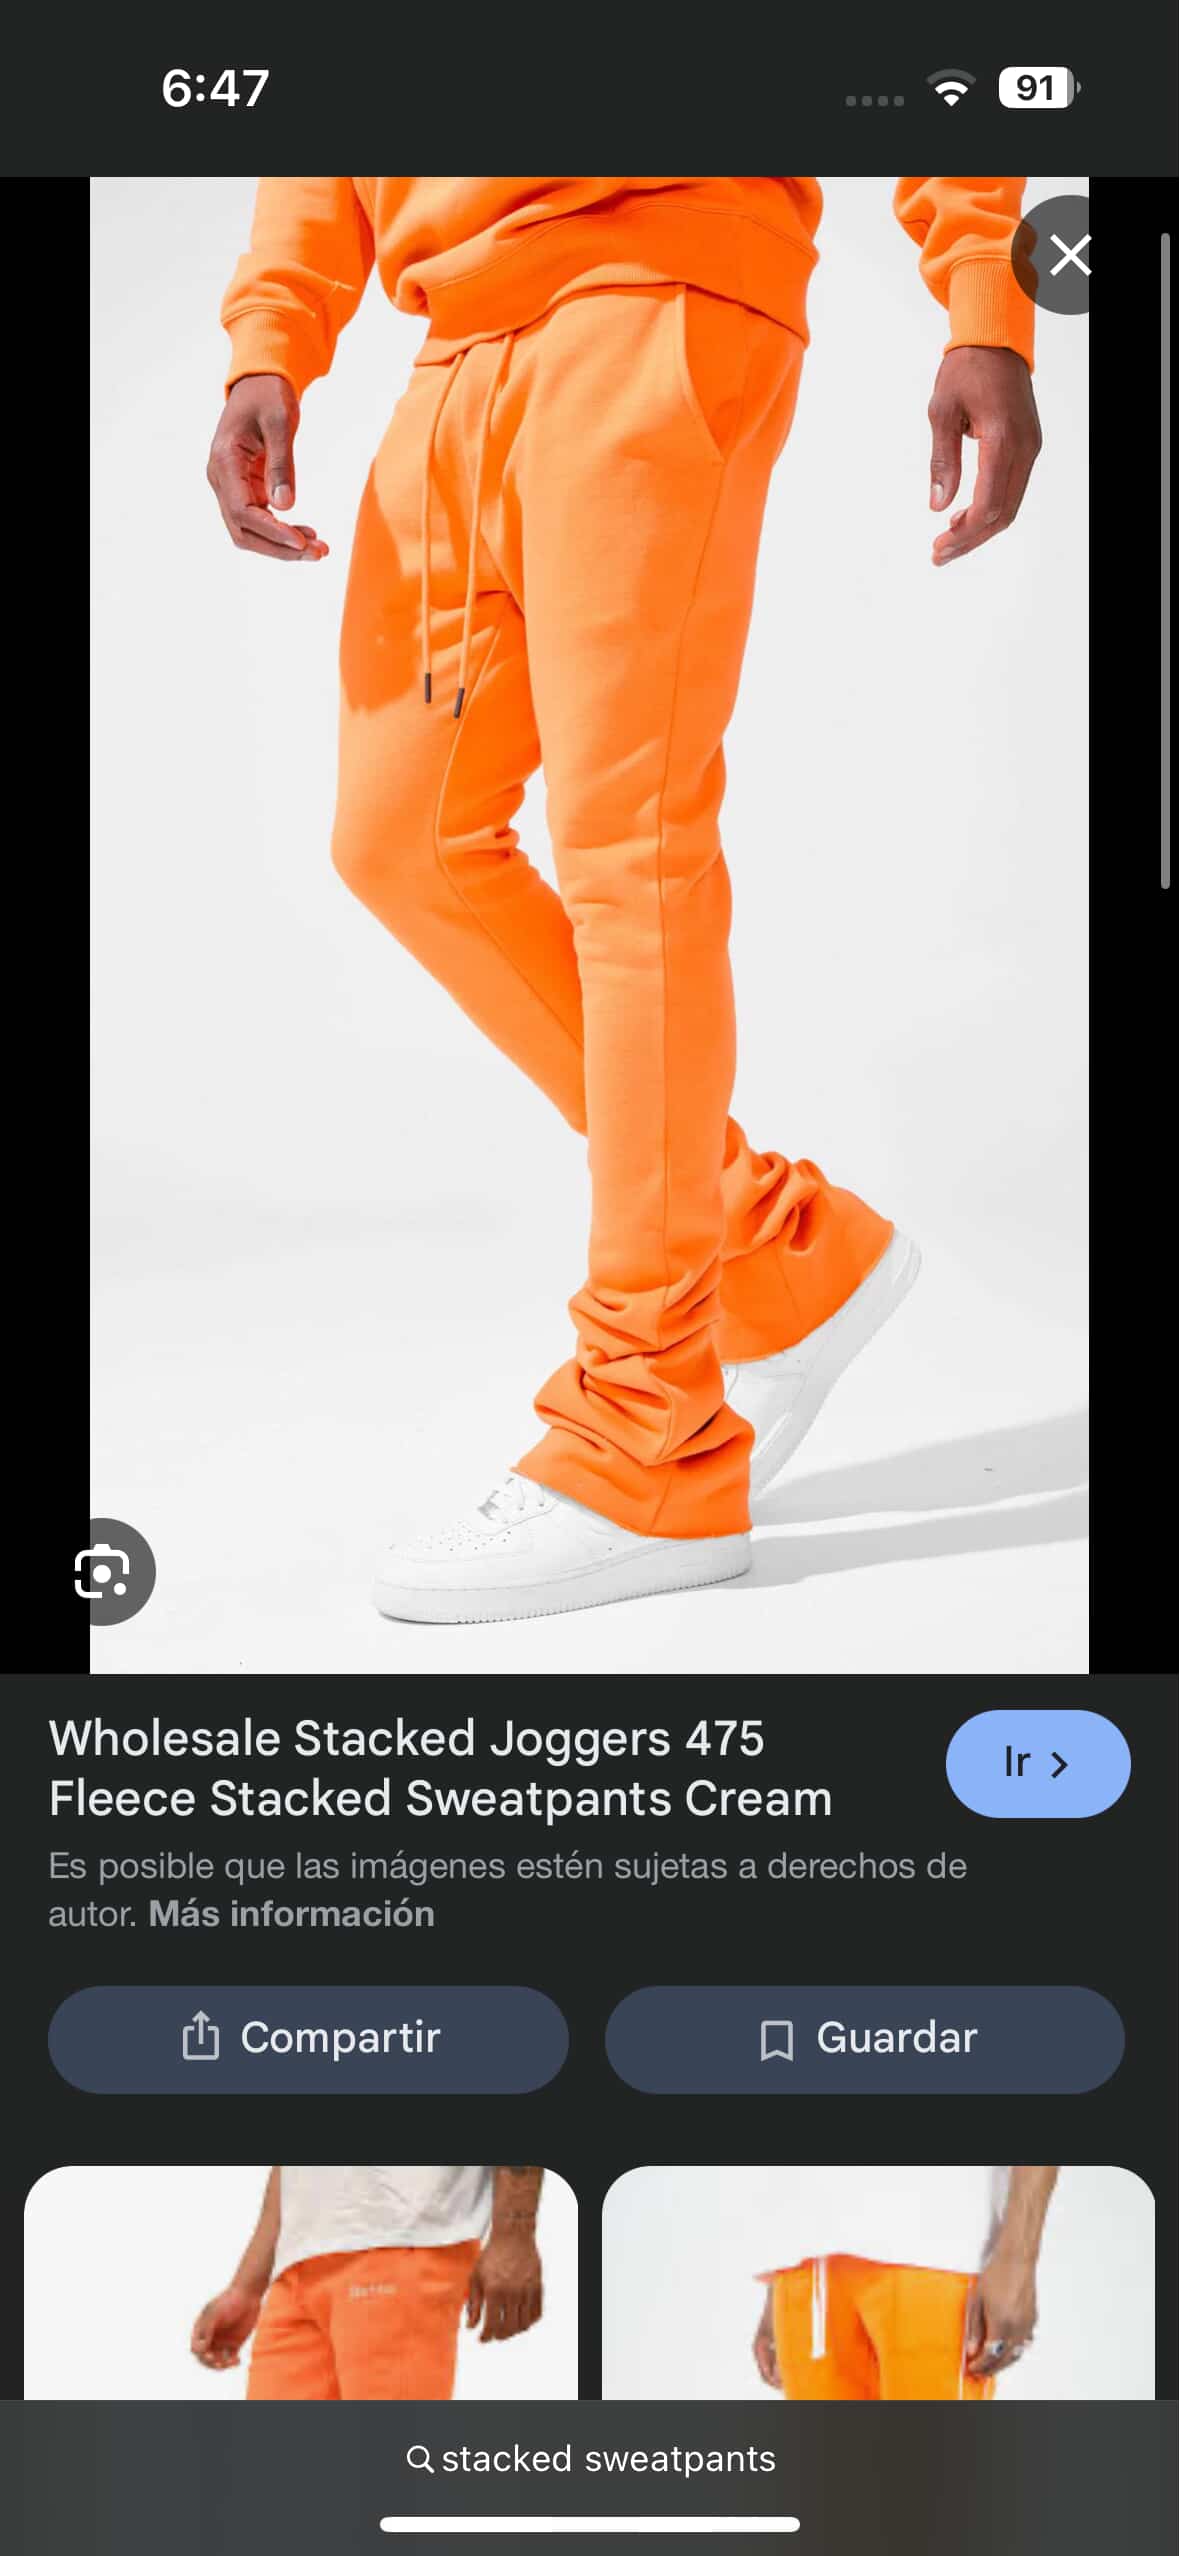 6:47
91
Wholesale Stacked Joggers 475
Fleece Stacked Sweatpants Cream
Ir
Es posible que las imágenes estén sujetas a derechos de
autor. Más información
Compartir
Guardar
stacked sweatpants